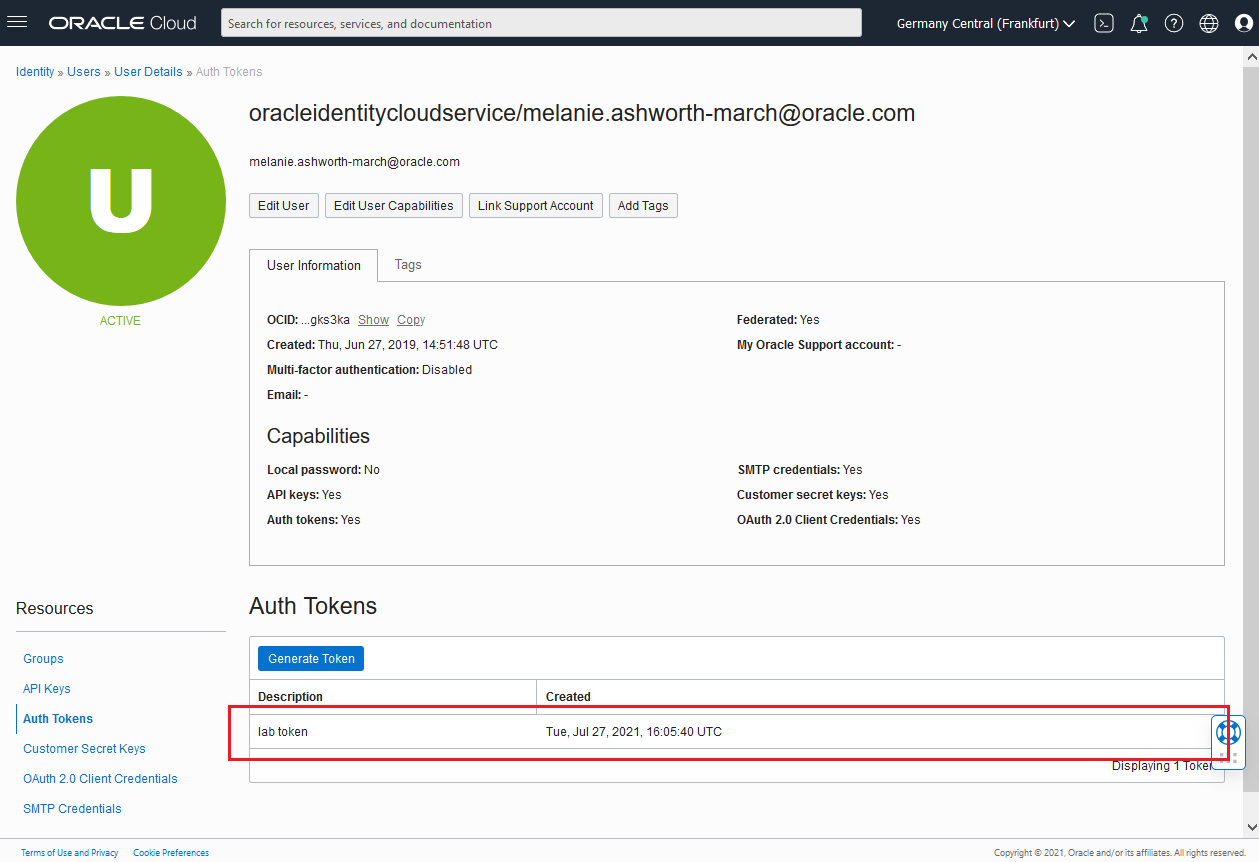 ORACLE Cloud
Search for resources, services, and documentation
Germany Central (Frankfurt)
Identity » Users » User Details » Auth Tokens
U
ACTIVE
oracleidentitycloudservice/melanie.ashworth-march@oracle.com
melanie.ashworth-march@oracle.com
Edit User Edit User Capabilities Link Support Account Add Tags
User Information Tags
OCID: ...gks3ka Show Copy Federated: Yes
Created: Thu, Jun 27, 2019, 14:51:48 UTC My Oracle Support account: -
Multi-factor authentication: Disabled
Email: -
Capabilities
Local password: No SMTP credentials: Yes
API keys: Yes Customer secret keys: Yes
Auth tokens: Yes OAuth 2.0 Client Credentials: Yes
Resources
Groups
API Keys
Auth Tokens
Customer Secret Keys
OAuth 2.0 Client Credentials
SMTP Credentials
Auth Tokens
Generate Token
Description Created
lab token Tue, Jul 27, 2021, 16:05:40 UTC
Displaying 1 Token
Terms of Use and Privacy Cookie Preferences Copyright © 2021, Oracle and/or its affiliates. All rights reserved.